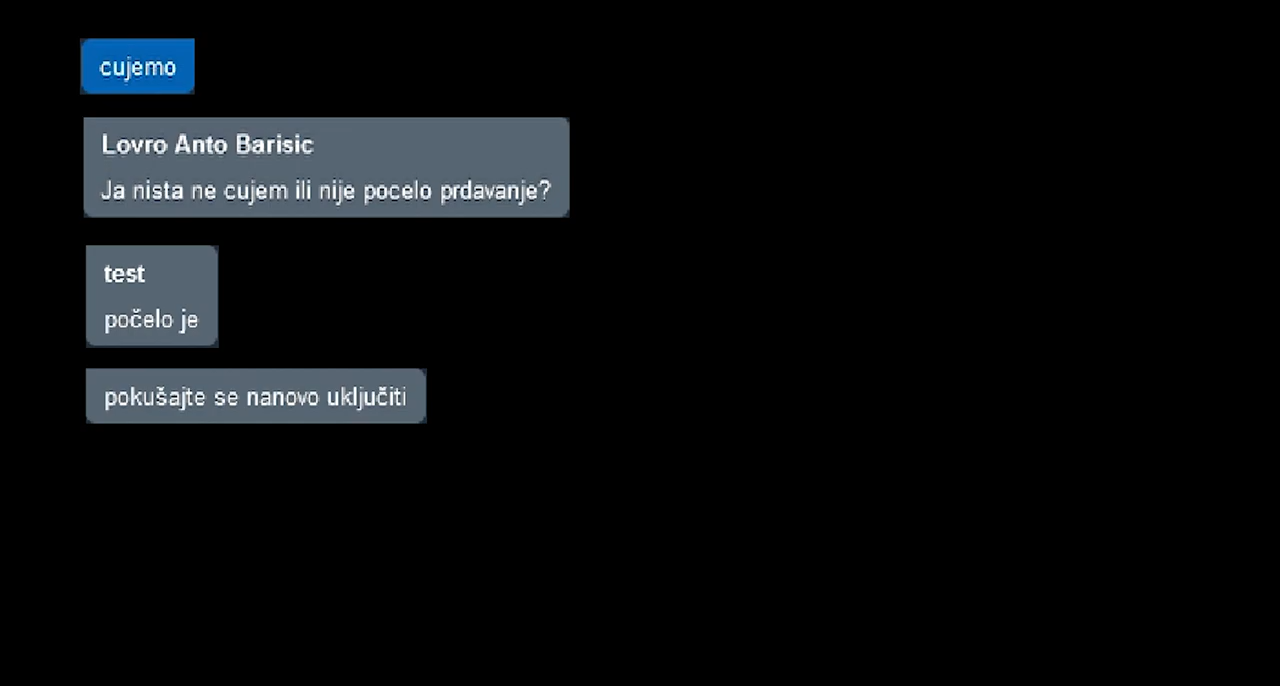 cujemo
Lovro Anto Barisic
Ja nista ne cujem ili nije pocelo prdavanje?
test
počelo je
pokušajte se nanovo uključiti